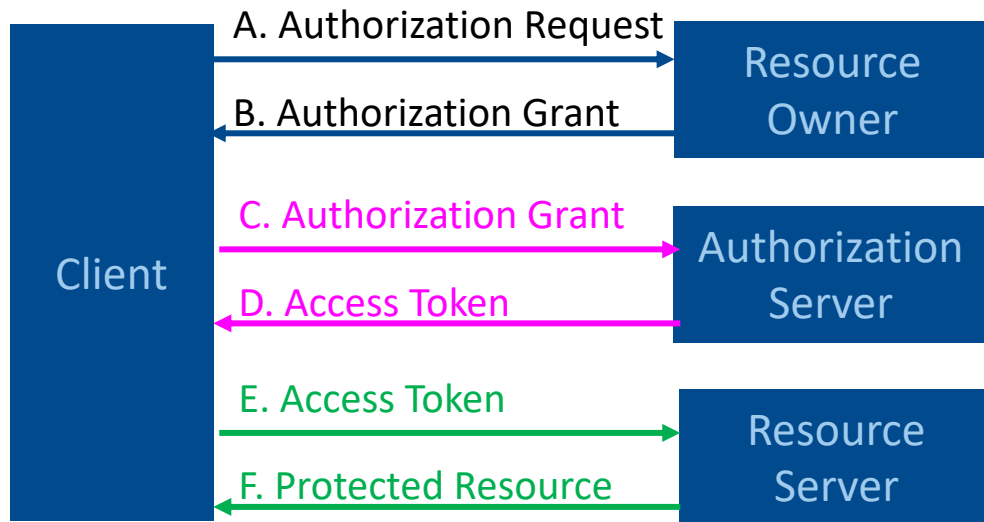 A. Authorization Request
Resource
Owner
B. Authorization Grant
C. Authorization Grant
Authorization
Server
Client
D. Access Token
E. Access Token
Resource
Server
F. Protected Resource